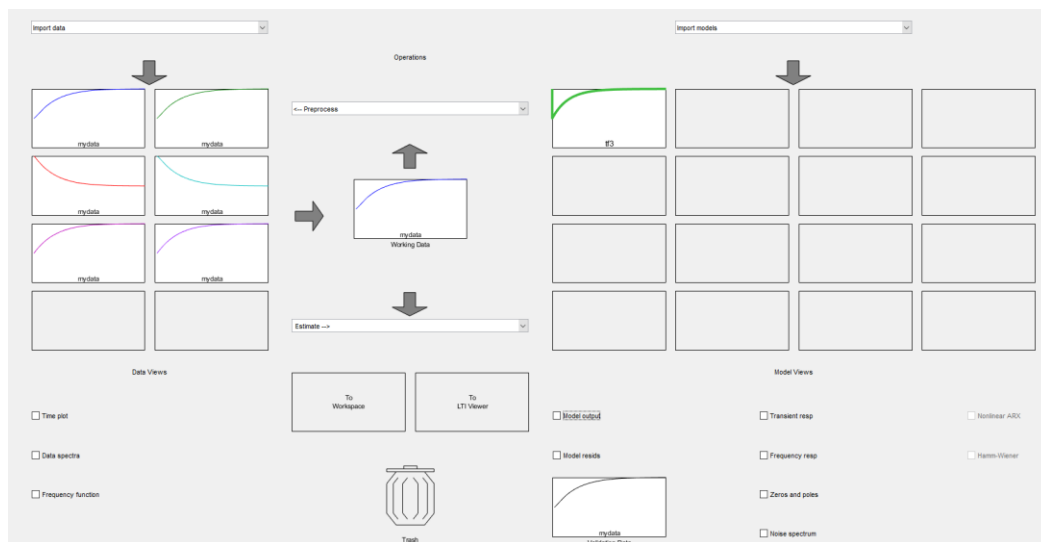 Import data
Import models
Operations
<-- Preprocess
mydata
mydata
tf3
mydata
mydata
mydata
Working Data
mydata
mydata
Estimate -->
Data Views
Model Views
To
Workspace
To
LTI Viewer
Time plot
Model output
Transient resp
Nonlinear ARX
Data spectra
Model resids
Frequency resp
Hamm-Wiener
Frequency function
Zeros and poles
mydata
Noise spectrum
Trash
Validation Data